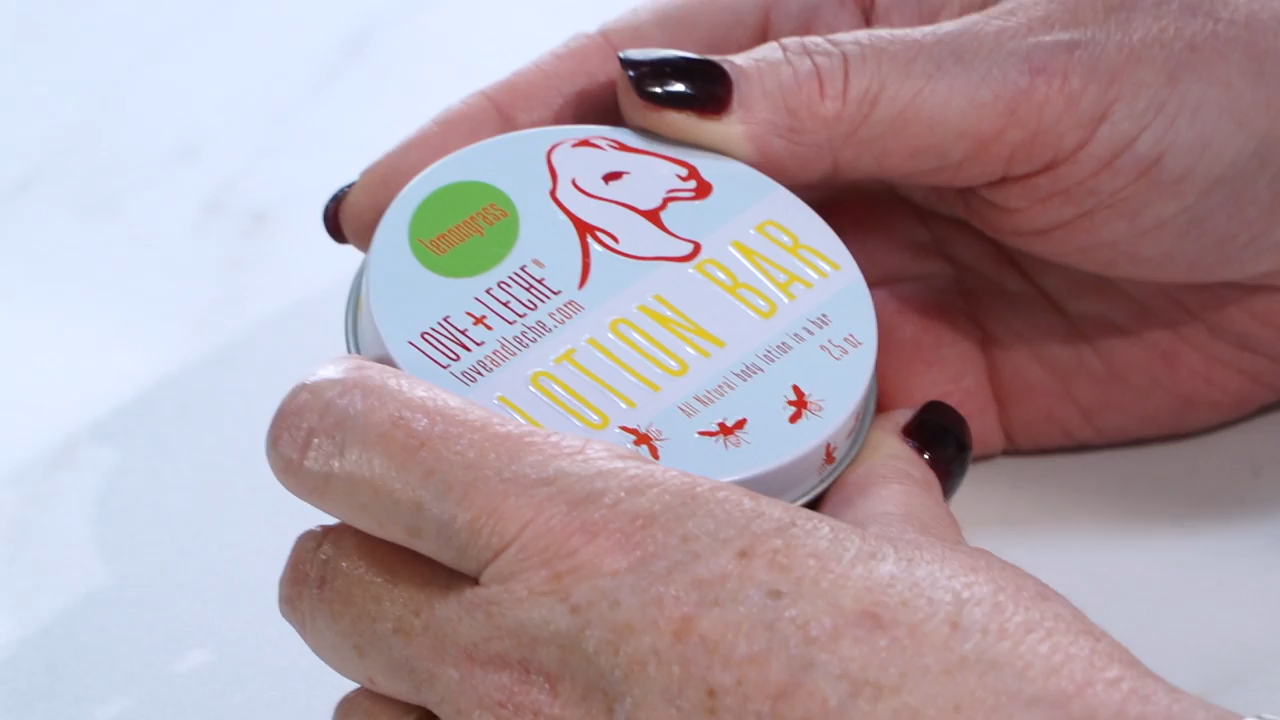 lemongrass
LOVE + LECHE®
loveandleche.com
LOTION BAR
All Natural body lotion in a bar
2.5 oz